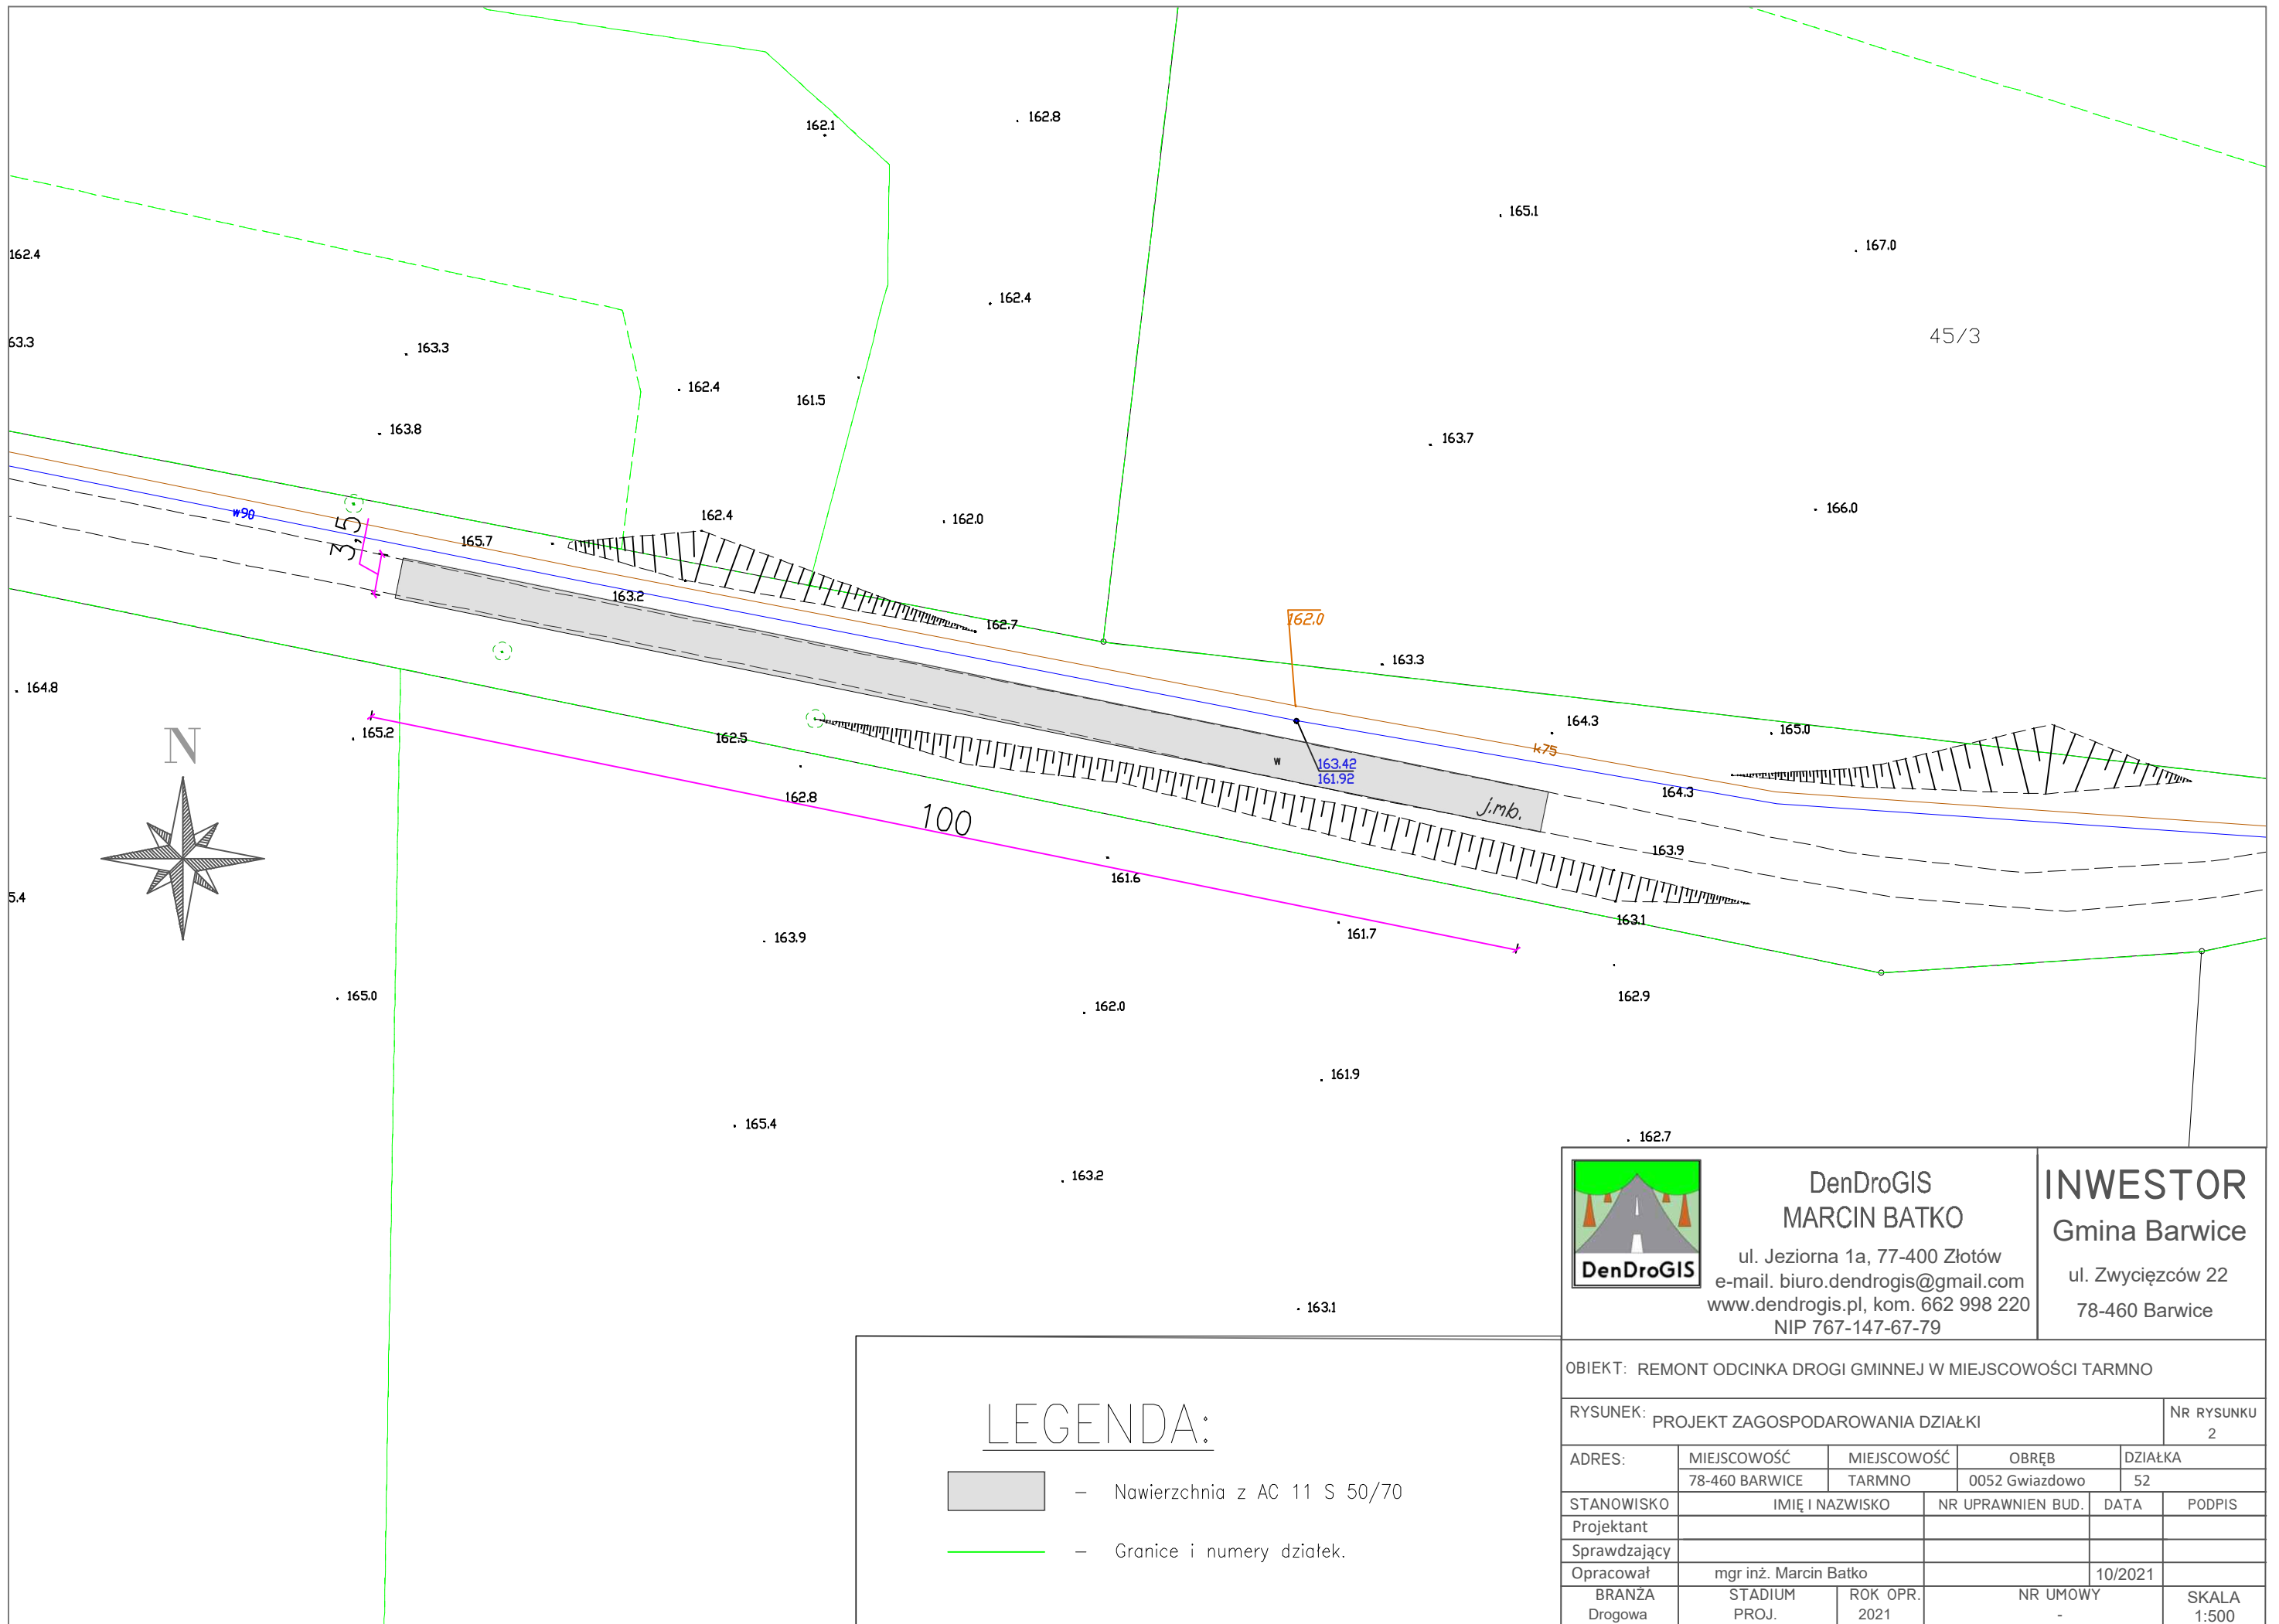 162.1
162.8
165.1
167.0
162.4
162.4
63.3
163.3
45/3
162.4
161.5
163.8
163.7
w90
3,5
162.4
162.0
166.0
165.7
163.2
162.7
162.0
163.3
164.8
N
165.2
162.5
164.3
165.0
k75
w
163.42
161.92
162.8
100
j.mb.
164.3
163.9
161.6
5.4
163.1
163.9
161.7
165.0
162.0
162.9
161.9
165.4
162.7
163.2
163.1
DenDroGIS
DenDroGIS
MARCIN BATKO
ul. Jeziorna 1a, 77-400 Złotów
e-mail. biuro.dendrogis@gmail.com
www.dendrogis.pl, kom. 662 998 220
NIP 767-147-67-79
INWESTOR
Gmina Barwice
ul. Zwycięzców 22
78-460 Barwice
LEGENDA:
– Nawierzchnia z AC 11 S 50/70
– Granice i numery działek.
OBIEKT: REMONT ODCINKA DROGI GMINNEJ W MIEJSCOWOŚCI TARMNO
RYSUNEK: PROJEKT ZAGOSPODAROWANIA DZIAŁKI
NR RYSUNKU
2
ADRES: MIEJSCOWOŚĆ MIEJSCOWOŚĆ OBRĘB DZIAŁKA
78-460 BARWICE TARMNO 0052 Gwiazdowo 52
STANOWISKO IMIĘ I NAZWISKO NR UPRAWNIEN BUD. DATA PODPIS
Projektant
Sprawdzający
Opracował mgr inż. Marcin Batko 10/2021
BRANŻA STADIUM ROK OPR. NR UMOWY SKALA
Drogowa PROJ. 2021 - 1:500